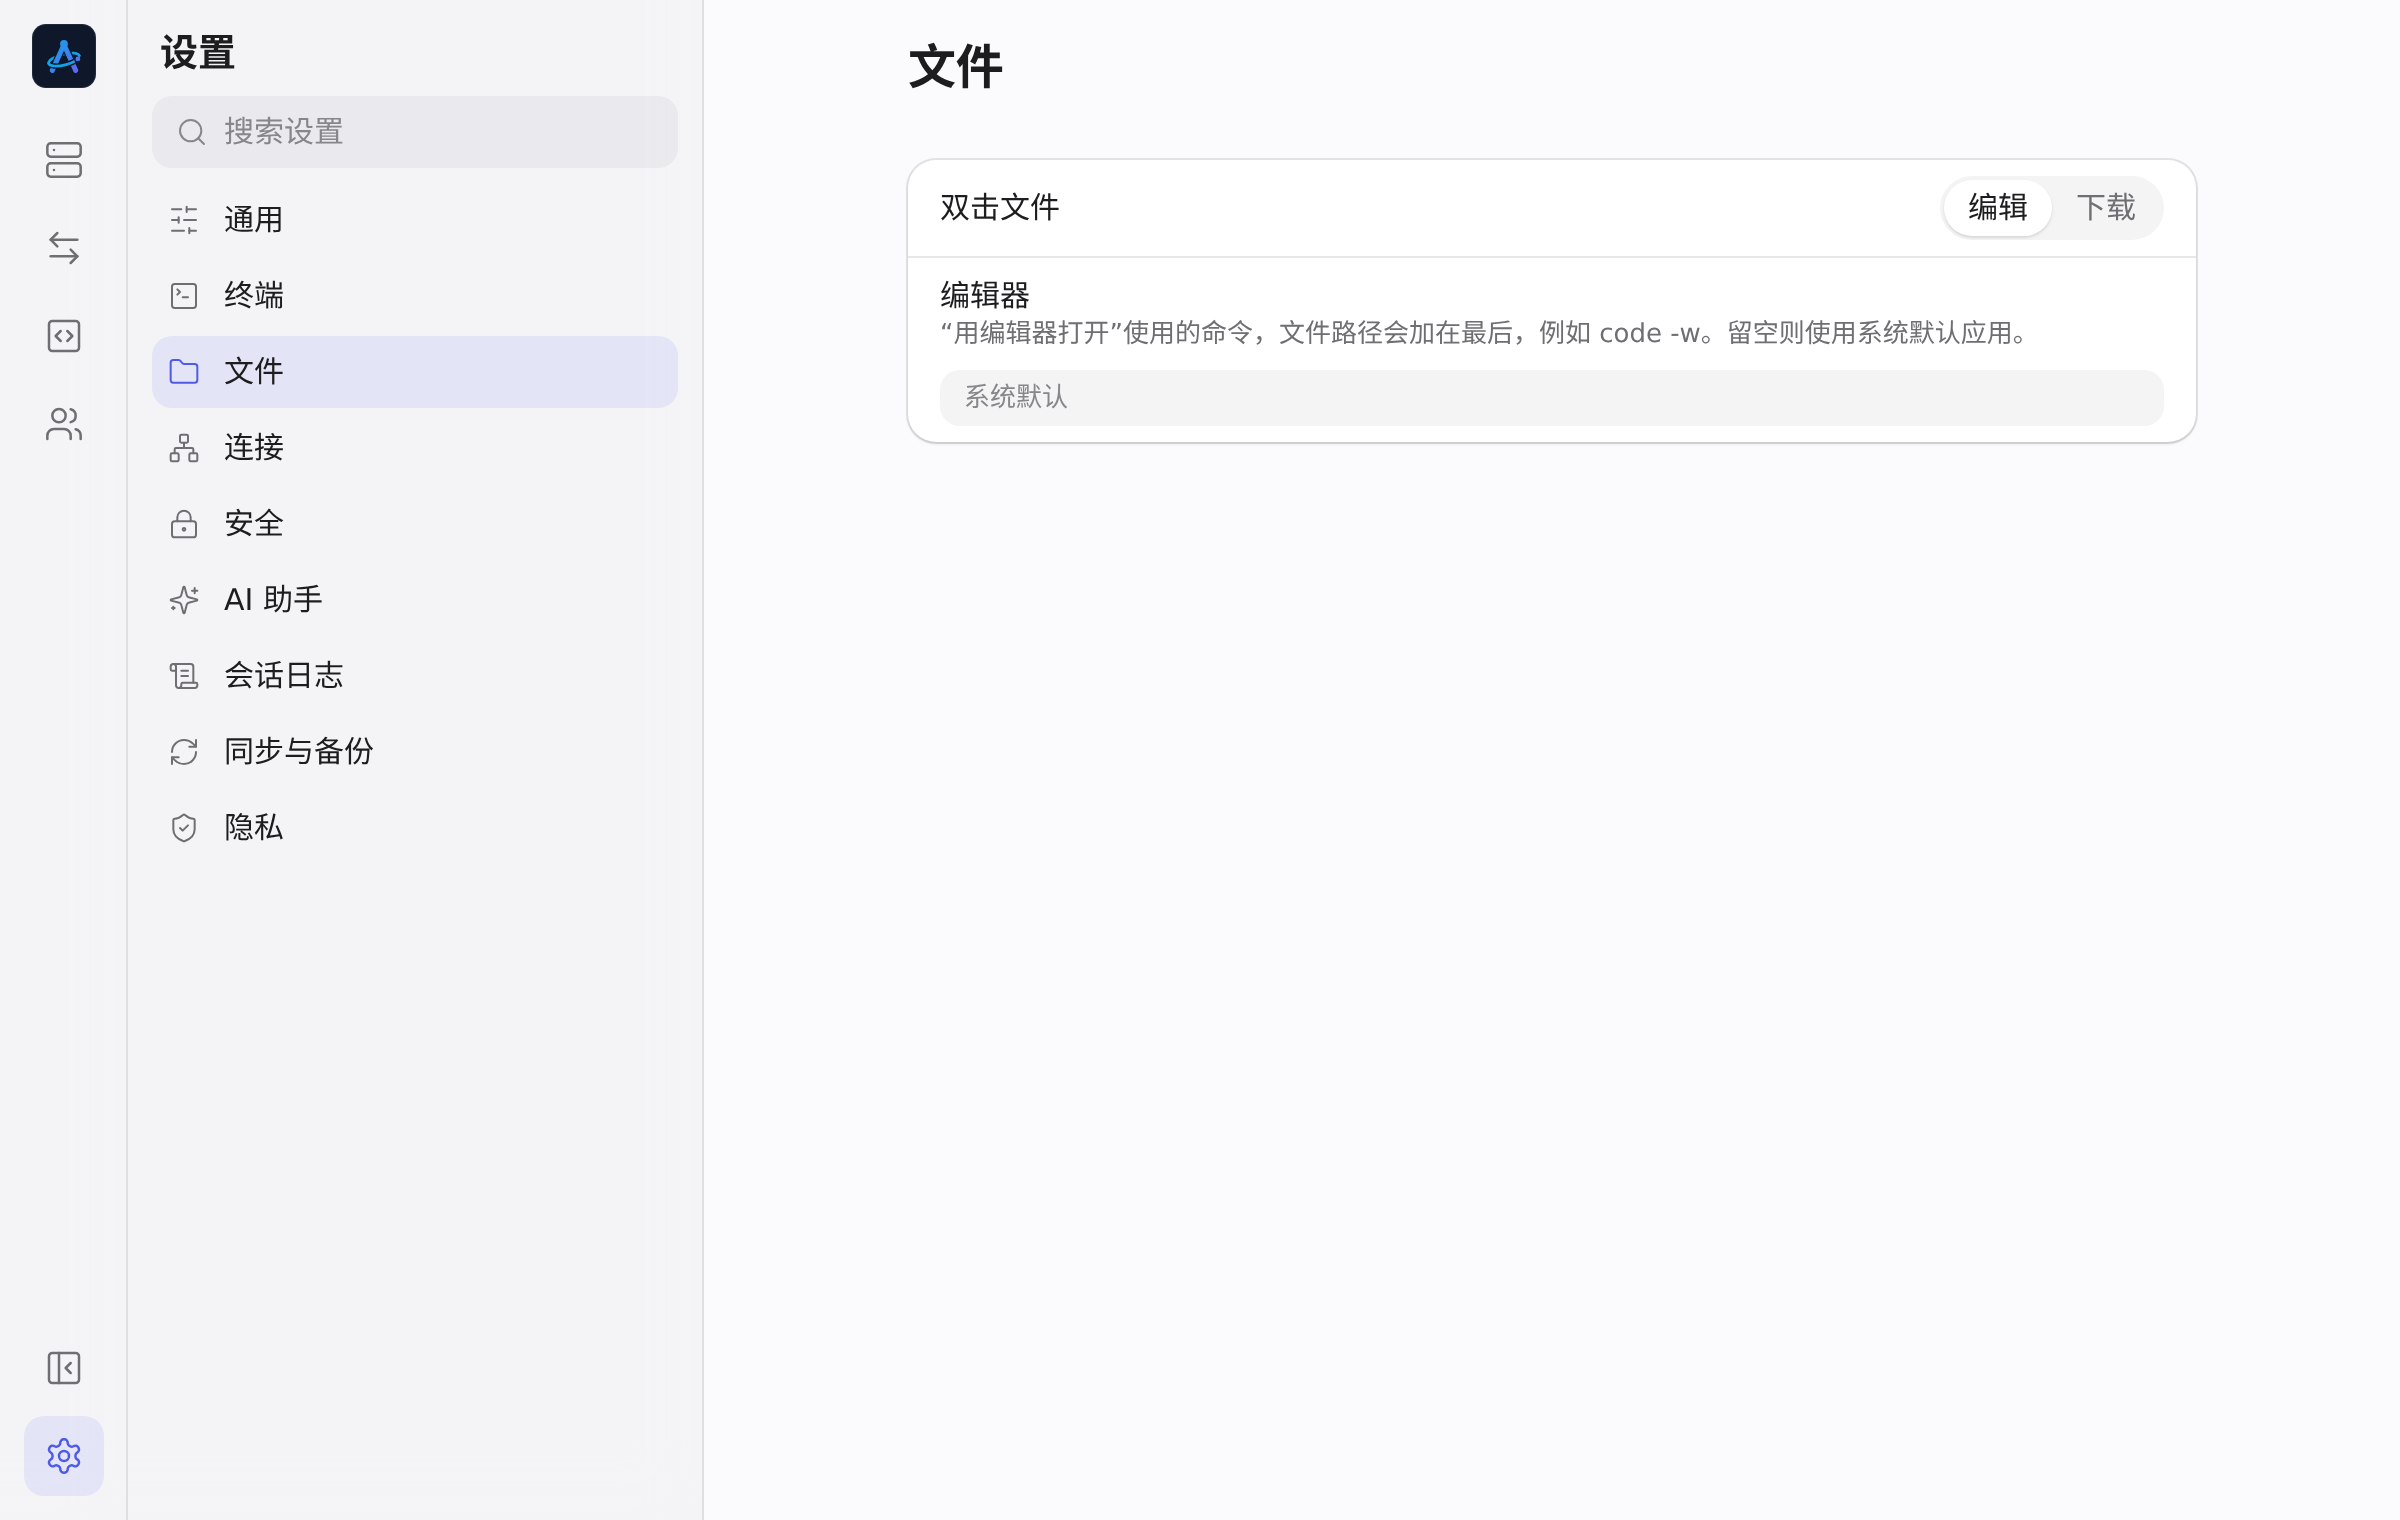 设置
搜索设置
通用
终端
文件
连接
安全
AI 助手
会话日志
同步与备份
隐私
文件
双击文件
编辑
下载
编辑器
“用编辑器打开”使用的命令，文件路径会加在最后，例如 code -w。留空则使用系统默认应用。
系统默认